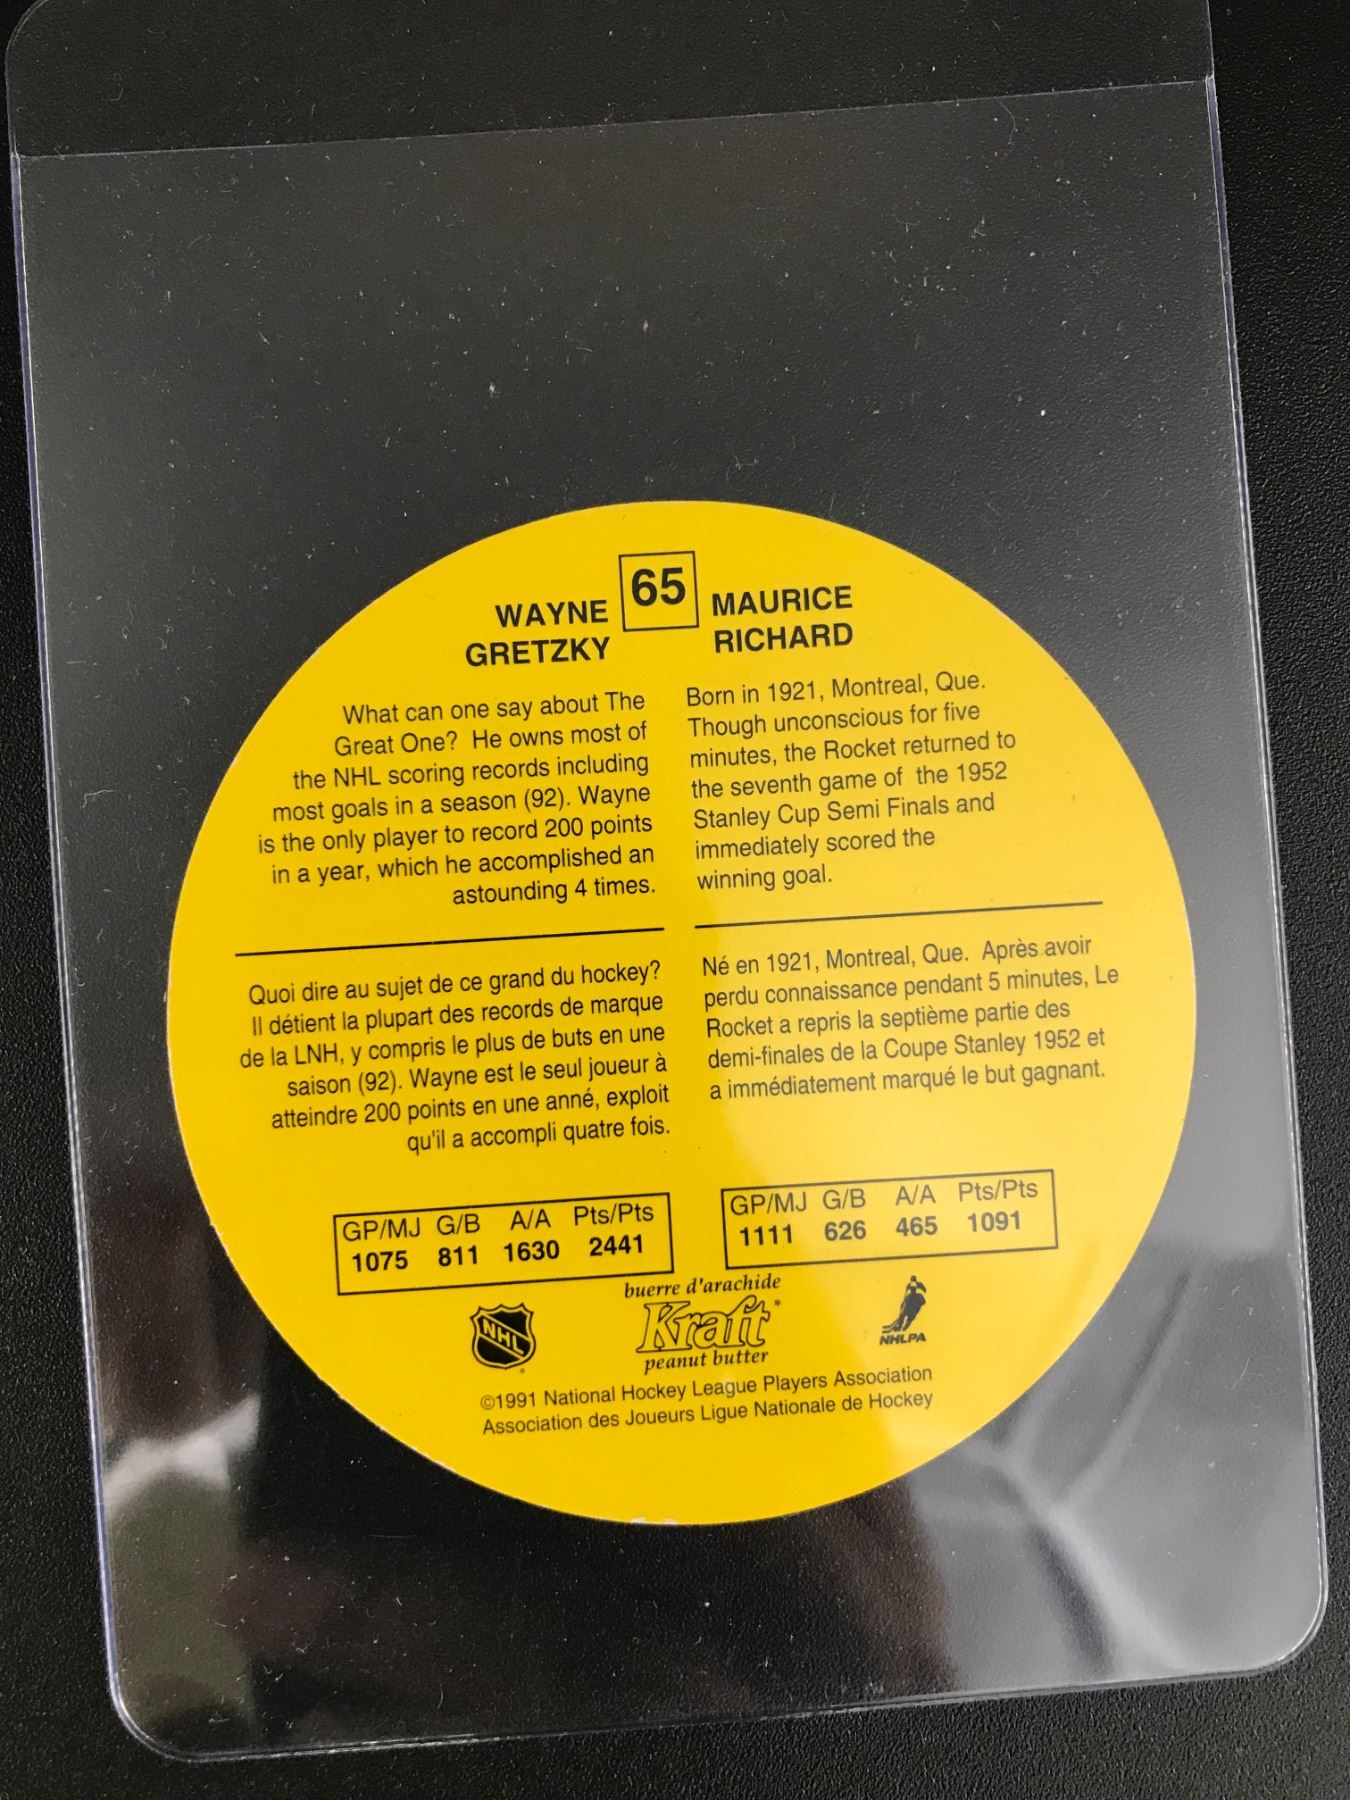 65
WAYNE
GRETZKY
What can one say about The
Great One? He owns most of
the NHL scoring records including
most goals in a season (92). Wayne
is the only player to record 200 points
in a year, which he accomplished an
astounding 4 times.
Quoi dire au sujet de ce grand du hockey?
Il détient la plupart des records de marque
de la LNH, y compris le plus de buts en une
saison (92). Wayne est le seul joueur à
atteindre 200 points en une anné, exploit
qu'il a accompli quatre fois.
GP/MJ G/B A/A Pts/Pts
1075 811 1630 2441
MAURICE
RICHARD
Born in 1921, Montreal, Que.
Though unconscious for five
minutes, the Rocket returned to
the seventh game of the 1952
Stanley Cup Semi Finals and
immediately scored the
winning goal.
Né en 1921, Montreal, Que. Après avoir
perdu connaissance pendant 5 minutes, Le
Rocket a repris la septième partie des
demi-finales de la Coupe Stanley 1952 et
a immédiatement marqué le but gagnant.
GP/MJ G/B A/A Pts/Pts
1111 626 465 1091
NHL
buerre d'arachide
Kraft*
peanut butter
NHLPA
©1991 National Hockey League Players Association
Association des Joueurs Ligue Nationale de Hockey